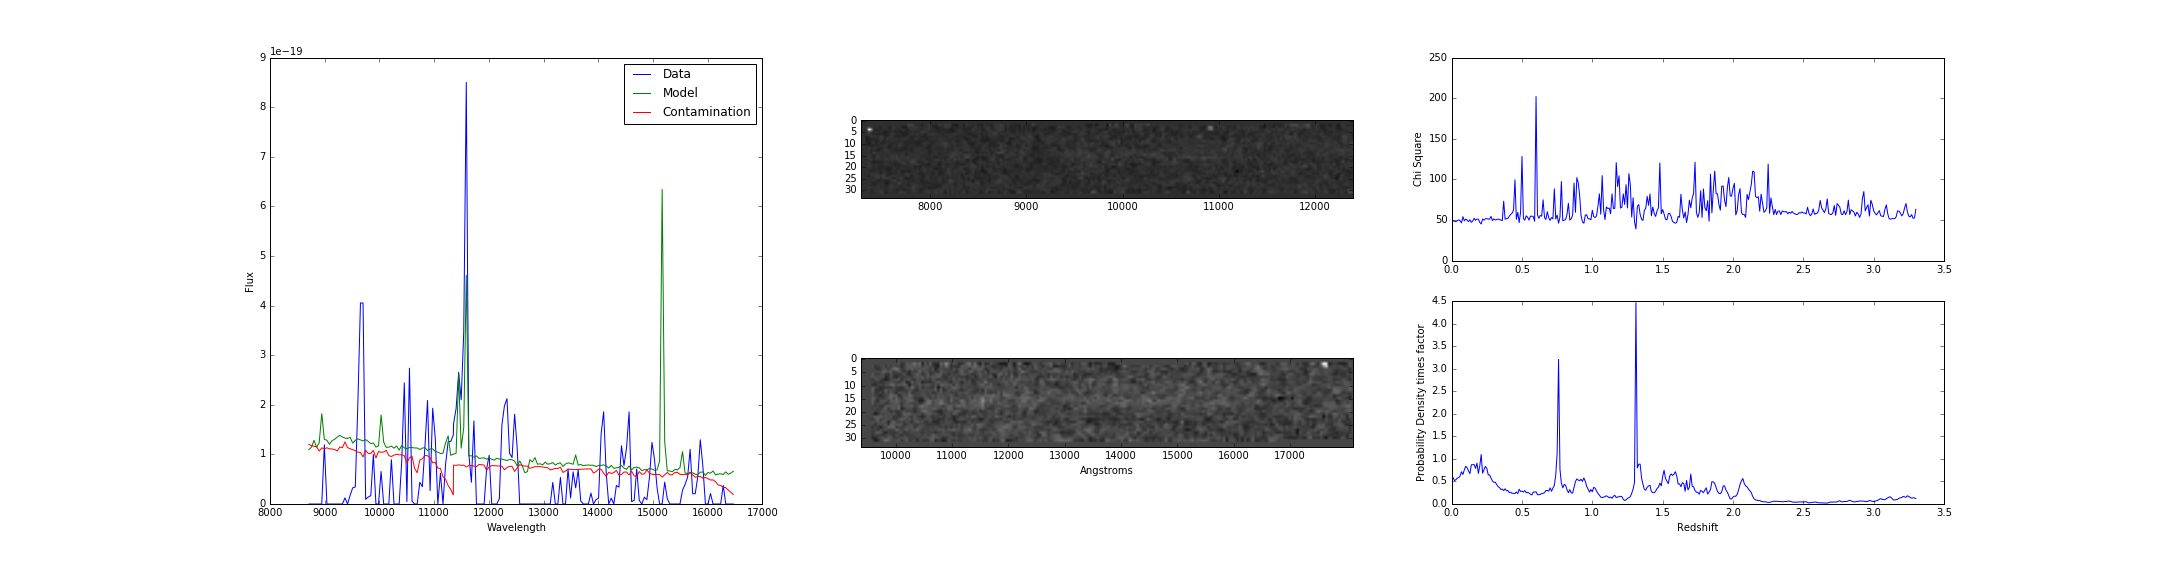 1e−19
9
8
7
6
5
4
3
2
1
0
Flux
8000 9000 10000 11000 12000 13000 14000 15000 16000 17000
Wavelength
Data
Model
Contamination
0
5
10
15
20
25
30
8000 9000 10000 11000 12000
0
5
10
15
20
25
30
10000 11000 12000 13000 14000 15000 16000 17000
Angstroms
250
200
150
100
50
0
Chi Square
0.0 0.5 1.0 1.5 2.0 2.5 3.0 3.5
4.5
4.0
3.5
3.0
2.5
2.0
1.5
1.0
0.5
0.0
Probability Density times factor
0.0 0.5 1.0 1.5 2.0 2.5 3.0 3.5
Redshift